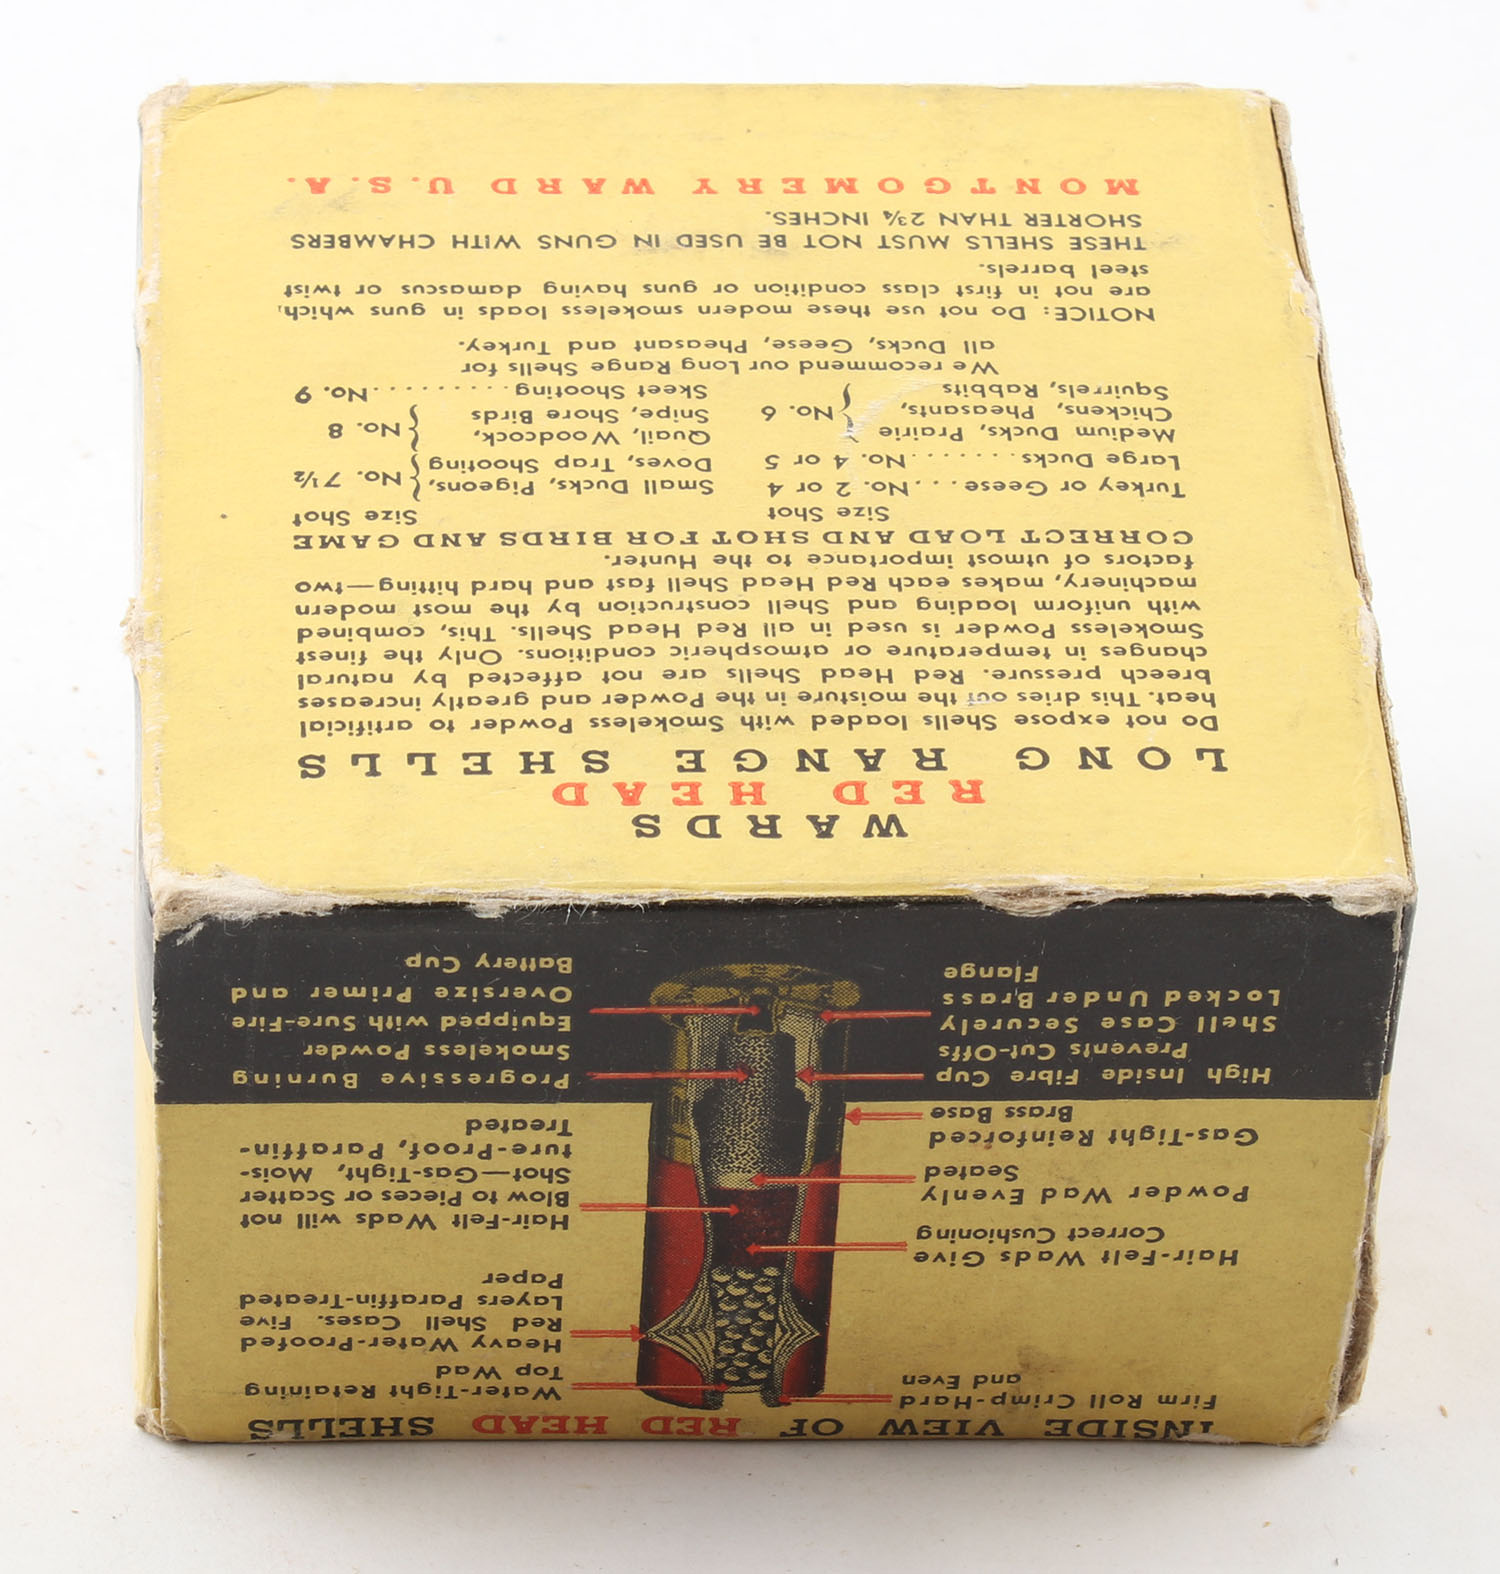 WARDS
RED HEAD
LONG RANGE SHELLS
Do not expose Shells loaded with Smokeless Powder to artificial
heat. This dries out the moisture in the Powder and greatly increases
breech pressure. Red Head Shells are not affected by natural
changes in temperature or atmospheric conditions. Only the finest
Smokeless Powder is used in all Red Head Shells. This, combined
with uniform loading and Shell construction by the most modern
machinery, makes each Red Head Shell fast and hard hitting—two
factors of utmost importance to the Hunter.
CORRECT LOAD AND SHOT FOR BIRDS AND GAME
Size Shot
Turkey or Geese....No. 2 or 4
Large Ducks........No. 4 or 5
Medium Ducks, Prairie
Chickens, Pheasants, } No. 6
Squirrels, Rabbits
Size Shot
Small Ducks, Pigeons,
Doves, Trap Shooting } No. 7½
Quail, Woodcock,
Snipe, Shore Birds } No. 8
Skeet Shooting..........No. 9
We recommend our Long Range Shells for
all Ducks, Geese, Pheasant and Turkey.
NOTICE: Do not use these modern smokeless loads in guns which
are not in first class condition or guns having damascus or twist
steel barrels.
THESE SHELLS MUST NOT BE USED IN GUNS WITH CHAMBERS
SHORTER THAN 2¾ INCHES.
MONTGOMERY WARD U.S.A.
INSIDE VIEW OF RED HEAD SHELLS
Firm Roll Crimp-Hard
and Even
Hair-Felt Wads Give
Correct Cushioning
Powder Wad Evenly
Seated
Gas-Tight Reinforced
Brass Base
High Inside Fibre Cup
Prevents Cut-Offs
Shell Case Securely
Locked Under Brass
Flange
Water-Tight Retaining
Top Wad
Heavy Water-Proofed
Red Shell Cases. Five
Layers Paraffin-Treated
Paper
Hair-Felt Wads will not
Blow to Pieces or Scatter
Shot—Gas-Tight, Mois-
ture-Proof, Paraffin-
Treated
Progressive Burning
Smokeless Powder
Equipped with Sure-Fire
Oversize Primer and
Battery Cup